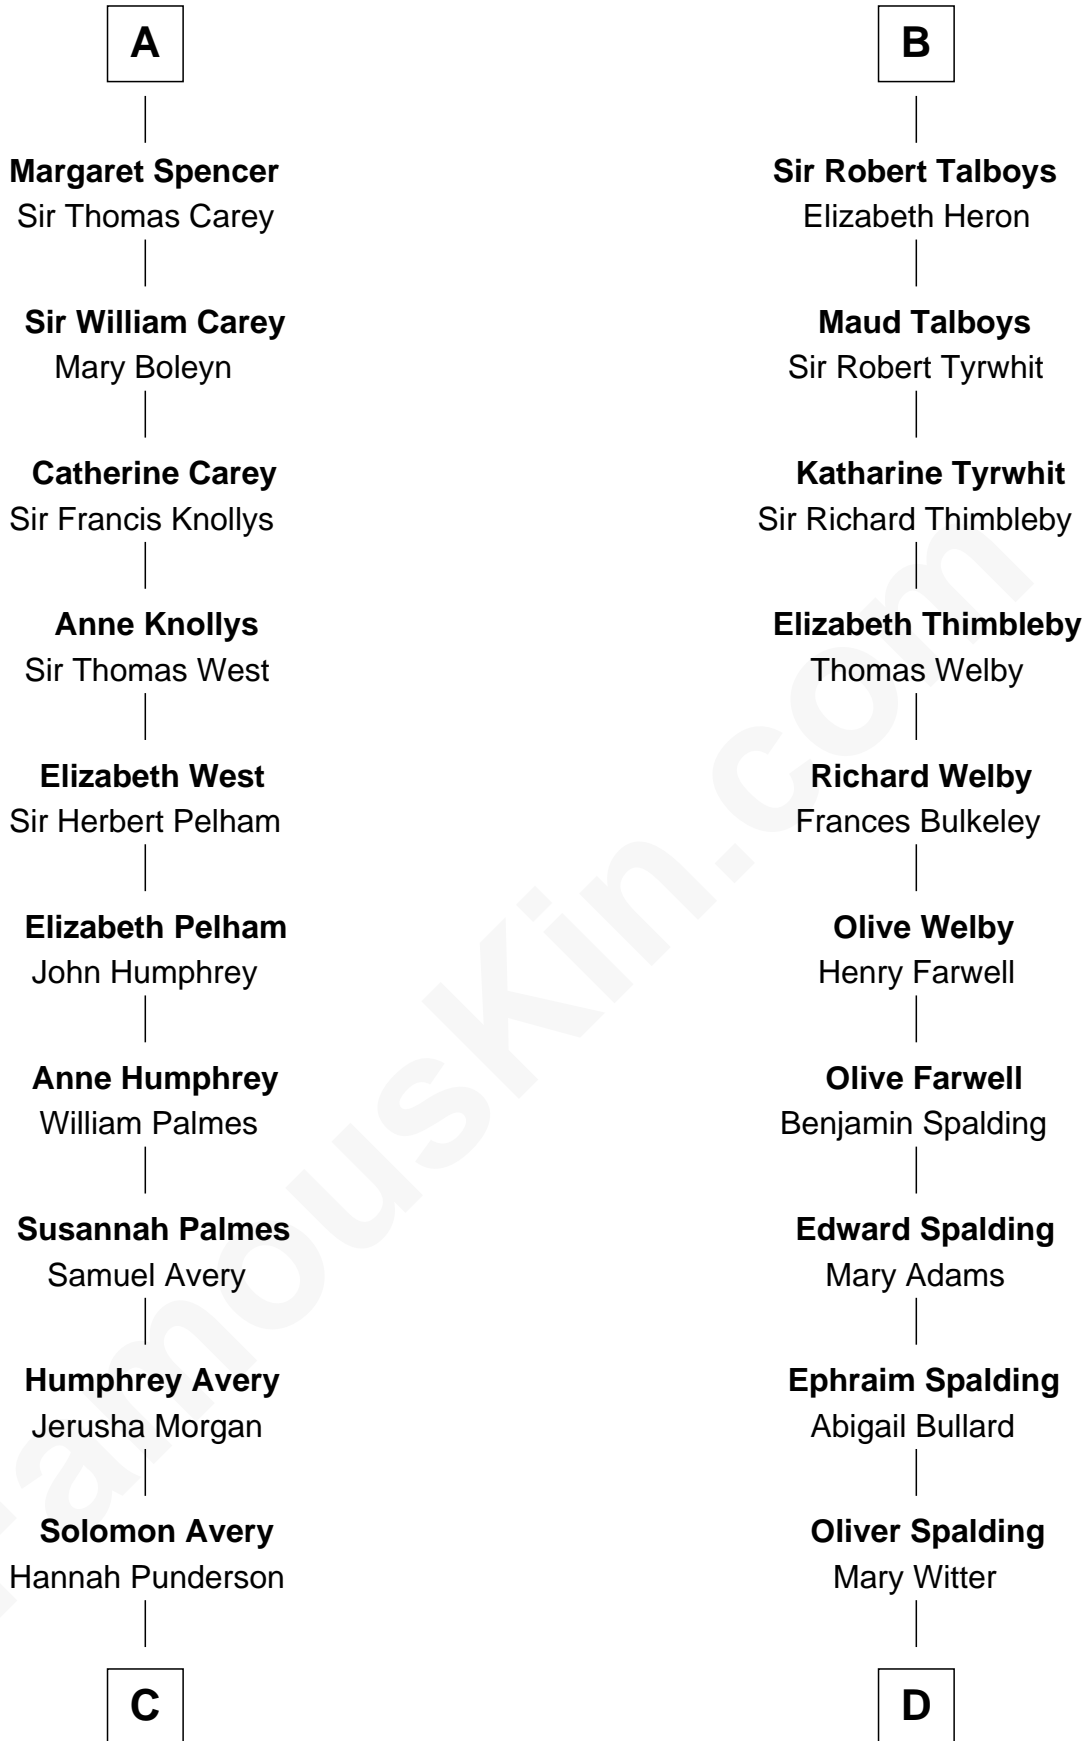 A
Margaret Spencer
Sir Thomas Carey
Sir William Carey
Mary Boleyn
Catherine Carey
Sir Francis Knollys
Anne Knollys
Sir Thomas West
Elizabeth West
Sir Herbert Pelham
Elizabeth Pelham
John Humphrey
Anne Humphrey
William Palmes
Susannah Palmes
Samuel Avery
Humphrey Avery
Jerusha Morgan
Solomon Avery
Hannah Punderson
C
B
Sir Robert Talboys
Elizabeth Heron
Maud Talboys
Sir Robert Tyrwhit
Katharine Tyrwhit
Sir Richard Thimbleby
Elizabeth Thimbleby
Thomas Welby
Richard Welby
Frances Bulkeley
Olive Welby
Henry Farwell
Olive Farwell
Benjamin Spalding
Edward Spalding
Mary Adams
Ephraim Spalding
Abigail Bullard
Oliver Spalding
Mary Witter
D
FamousKin.com